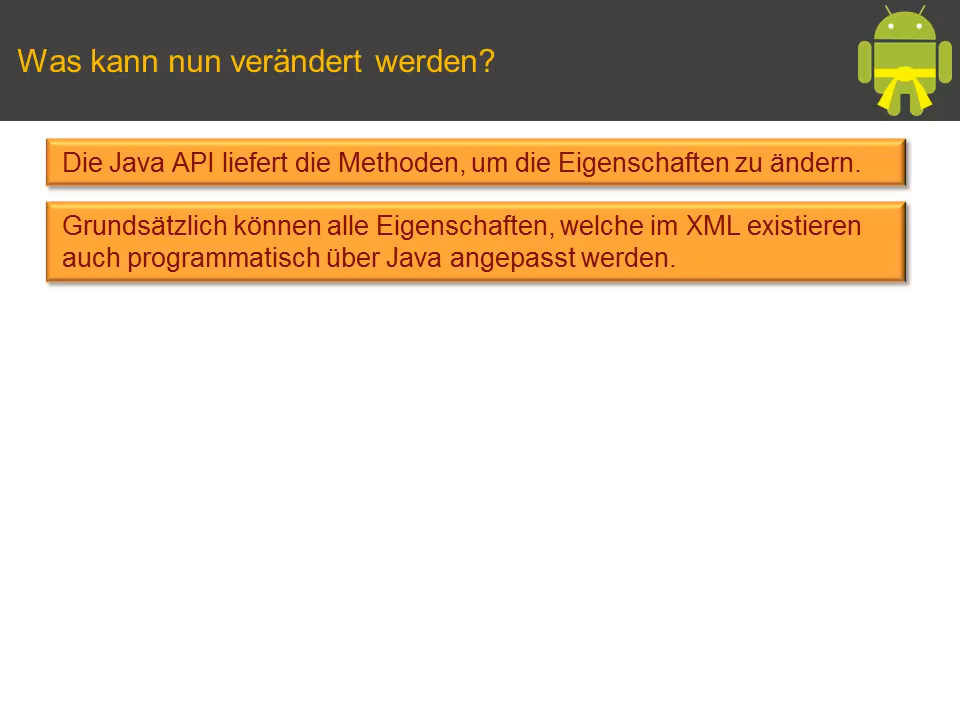 Was kann nun verändert werden?
Die Java API liefert die Methoden, um die Eigenschaften zu ändern.
Grundsätzlich können alle Eigenschaften, welche im XML existieren
auch programmatisch über Java angepasst werden.